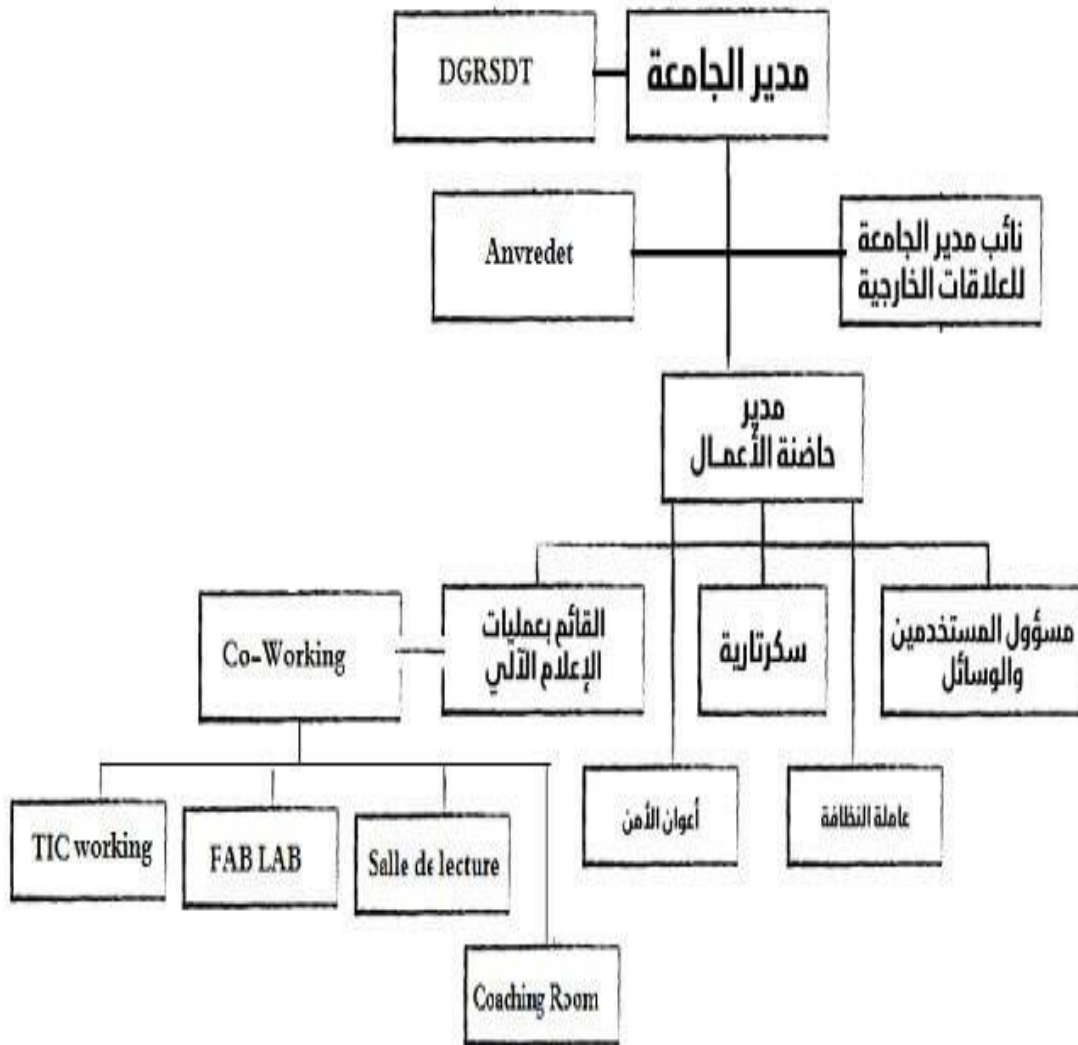 DGRSDT
مدير الجامعة
Anvredet
نائب مدير الجامعة
للعلاقات الخارجية
مدير
حاضنة الأعمـال
Co-Working
القائم بعمليات
الإعلام الآلي
سكرتارية
مسؤول المستخدمين
والوسائل
TIC working
FAB LAB
Salle de lecture
أعوان الأمن
عاملة النظافة
Coaching Room